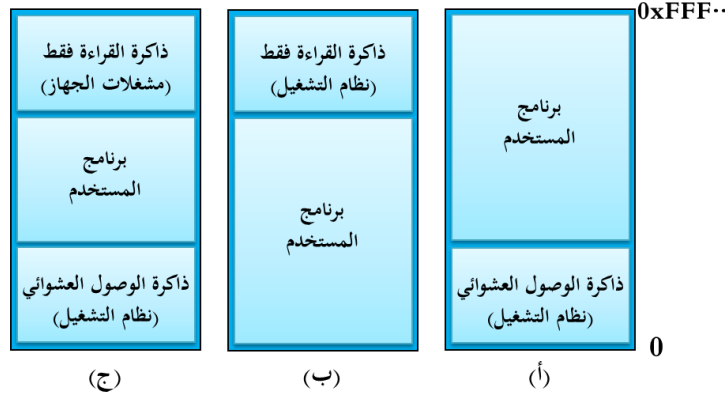 0xFFF··
برنامج
المستخدم
ذاكرة الوصول العشوائي
(نظام التشغيل)
0
(أ)
ذاكرة القراءة فقط
(نظام التشغيل)
برنامج
المستخدم
(ب)
ذاكرة القراءة فقط
(مشغلات الجهاز)
برنامج
المستخدم
ذاكرة الوصول العشوائي
(نظام التشغيل)
(ج)